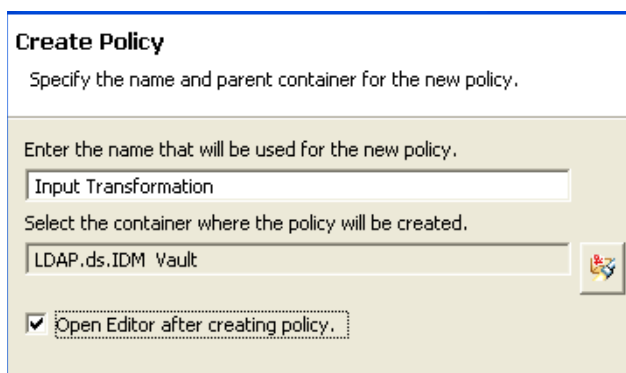 Create Policy
Specify the name and parent container for the new policy.
Enter the name that will be used for the new policy.
Input Transformation
Select the container where the policy will be created.
LDAP.ds.IDM Vault
Open Editor after creating policy.